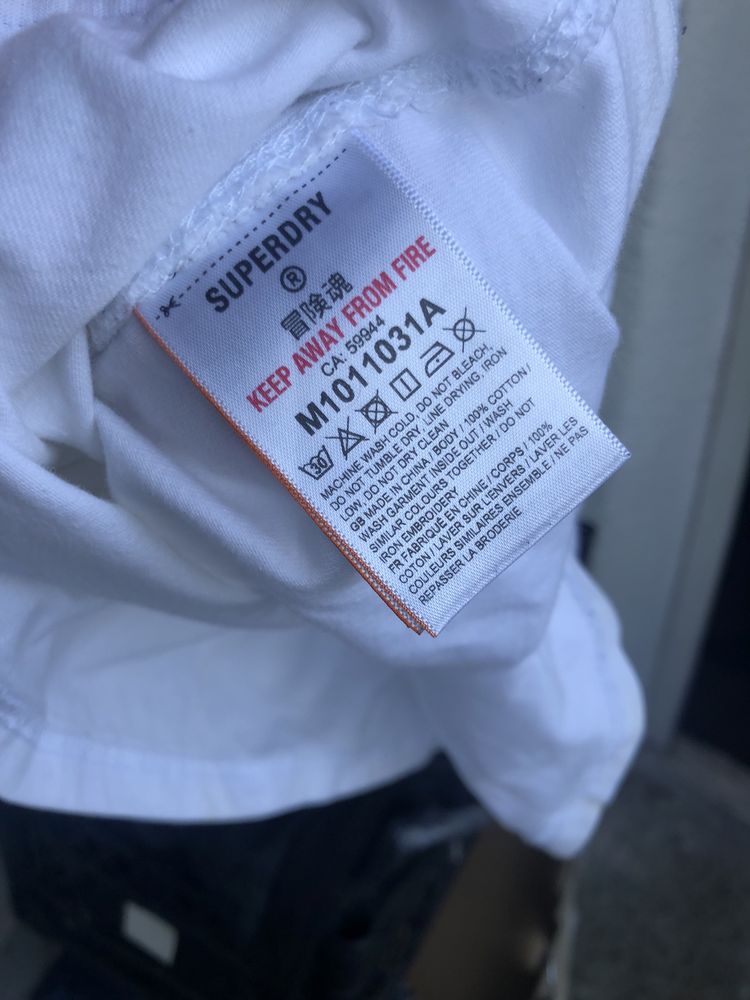 SUPERDRY
®
冒険魂
KEEP AWAY FROM FIRE
CA: 59944
M1011031A
30
MACHINE WASH COLD, DO NOT BLEACH,
DO NOT TUMBLE DRY, LINE DRYING, IRON
LOW, DO NOT DRY CLEAN
GB MADE IN CHINA / BODY / 100% COTTON /
WASH GARMENT INSIDE OUT / WASH
SIMILAR COLOURS TOGETHER / DO NOT
IRON EMBROIDERY
FR FABRIQUÉ EN CHINE / CORPS / 100%
COTON / LAVER SUR L'ENVERS / LAVER LES
COULEURS SIMILAIRES ENSEMBLE / NE PAS
REPASSER LA BRODERIE